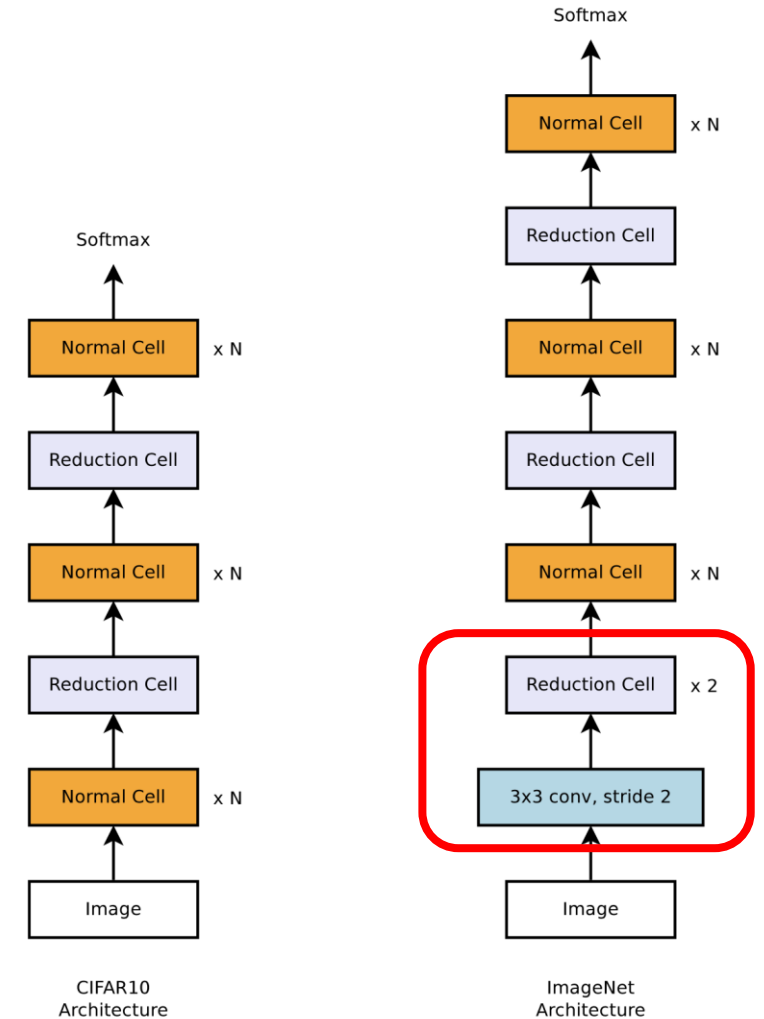 Softmax
Normal Cell x N
Reduction Cell
Normal Cell x N
Reduction Cell
Normal Cell x N
Image
CIFAR10
Architecture
Softmax
Normal Cell x N
Reduction Cell
Normal Cell x N
Reduction Cell
Normal Cell x N
Reduction Cell x 2
3x3 conv, stride 2
Image
ImageNet
Architecture